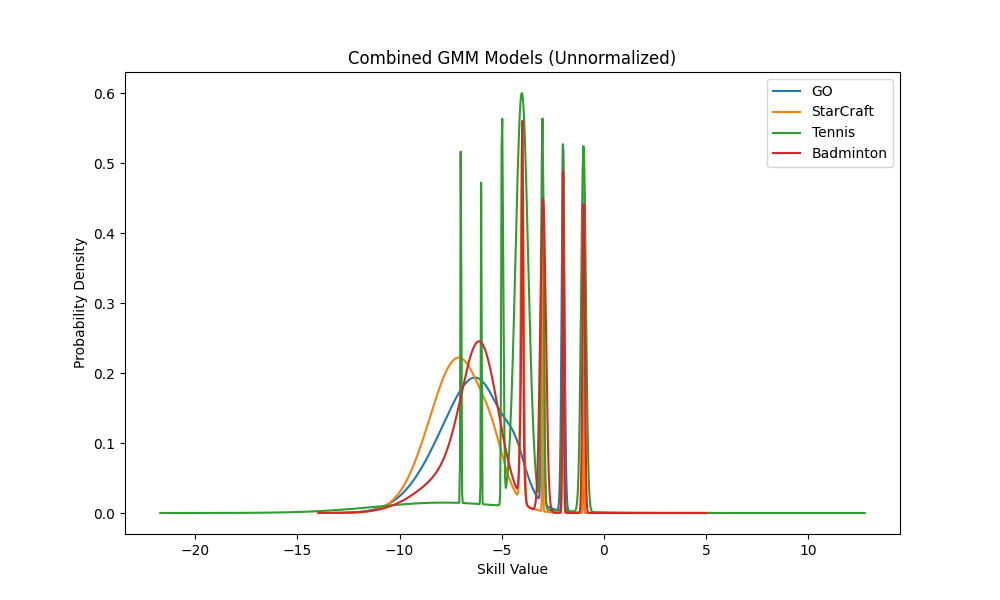 Combined GMM Models (Unnormalized)
GO
StarCraft
Tennis
Badminton
0.6
0.5
0.4
0.3
0.2
0.1
0.0
Probability Density
−20
−15
−10
−5
0
5
10
Skill Value